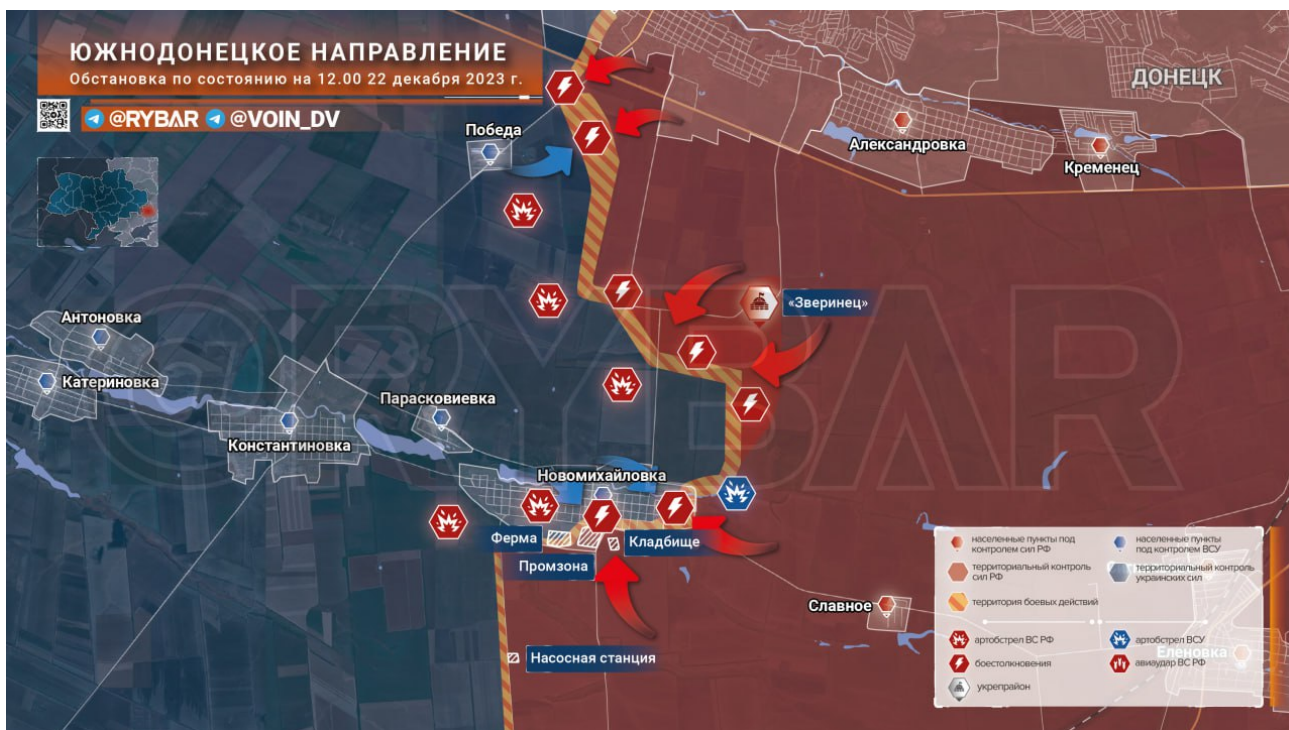 ЮЖНОДОНЕЦКОЕ НАПРАВЛЕНИЕ
Обстановка по состоянию на 12.00 22 декабря 2023 г.
@RYBAR @VOIN_DV
ДОНЕЦК
Победа
Александровка
Кременец
«Зверинец»
Антоновка
Катериновка
Парасковиевка
Константиновка
Новомихайловка
Ферма
Кладбище
Промзона
Славное
Насосная станция
Еленовка
@RYBAR
населенные пункты под
контролем сил РФ
населенные пункты
под контролем ВСУ
территориальный контроль
сил РФ
территориальный контроль
украинских сил
территория боевых действий
артобстрел ВС РФ
артобстрел ВСУ
боестолкновения
авиаудар ВС РФ
укрепрайон